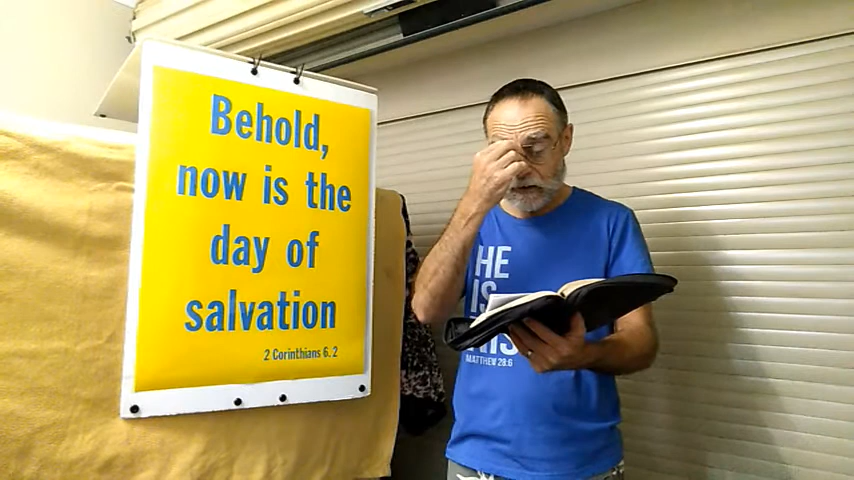 Behold,
now is the
day of
salvation
2 Corinthians 6. 2
HE
IS
MATTHEW 28:6